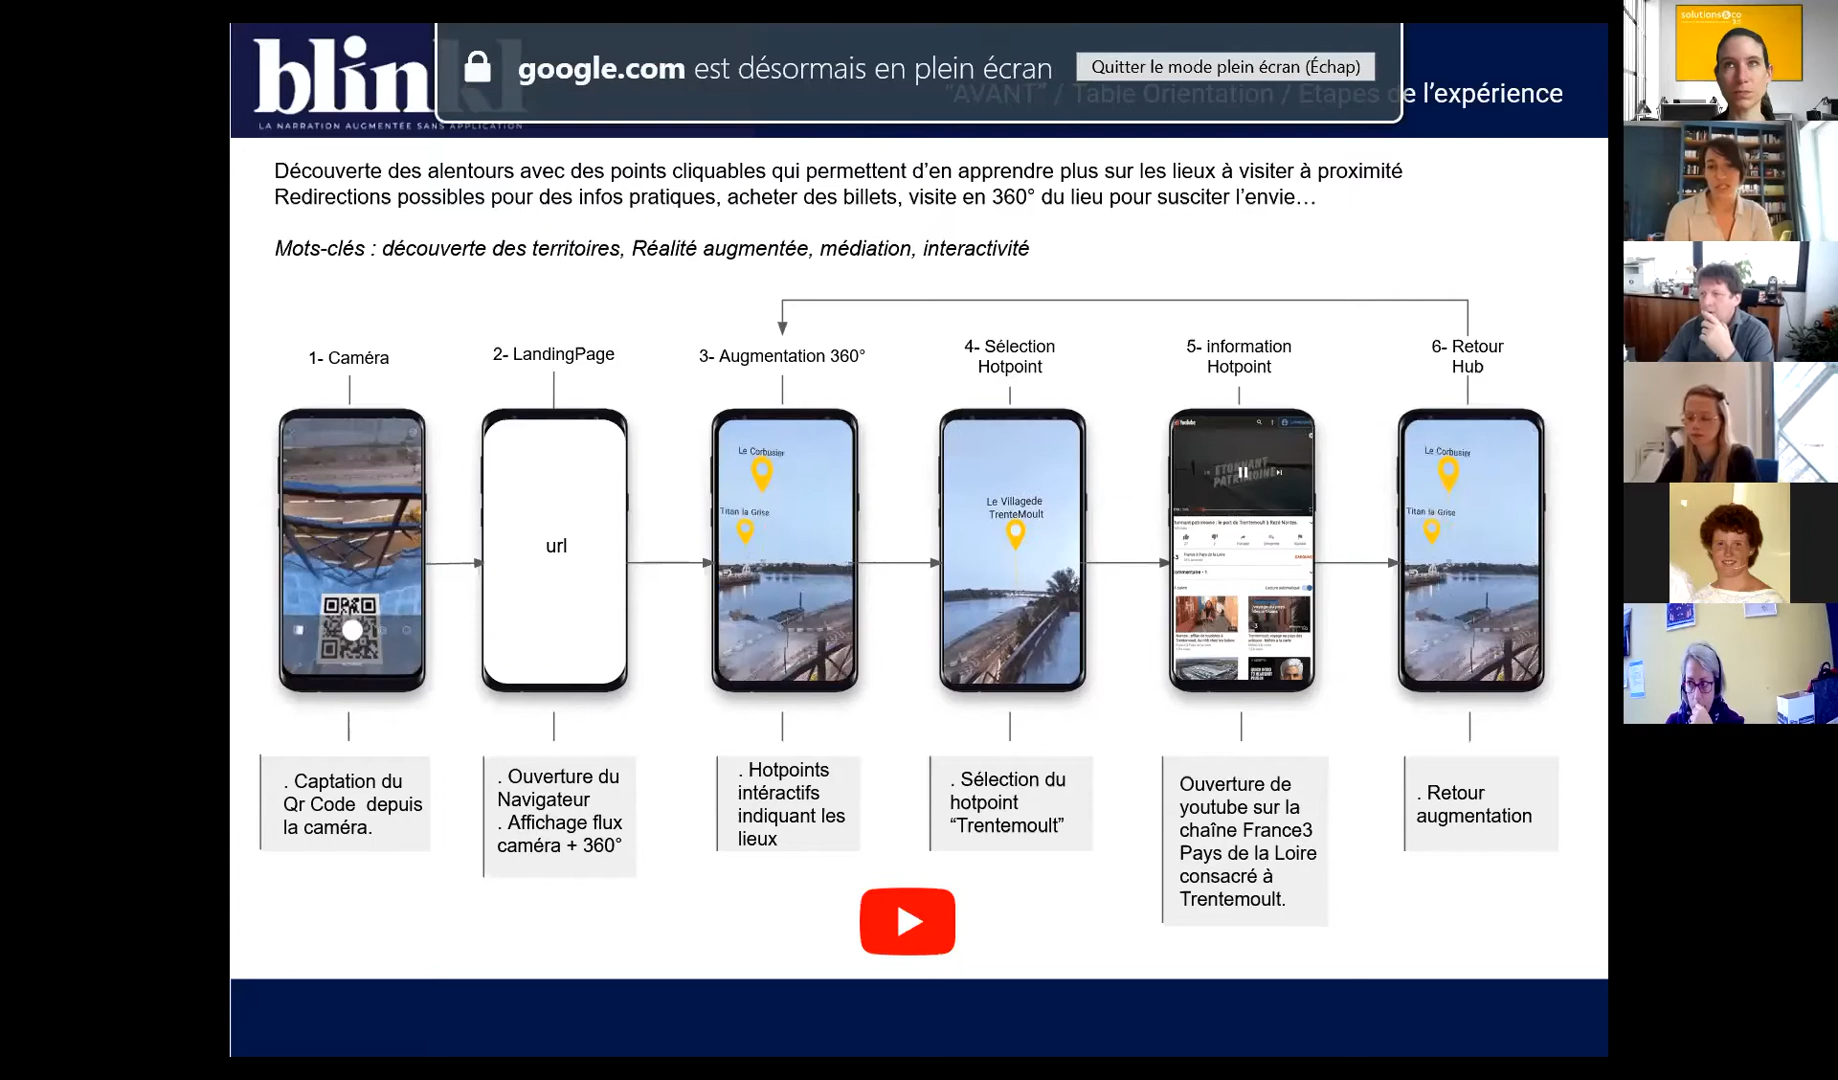 blinkl
LA NARRATION AUGMENTÉE SANS APPLICATION
google.com est désormais en plein écran
Quitter le mode plein écran (Échap)
"AVANT" / Table Orientation / Etapes de l'expérience
solutions&co
Découverte des alentours avec des points cliquables qui permettent d'en apprendre plus sur les lieux à visiter à proximité
Redirections possibles pour des infos pratiques, acheter des billets, visite en 360° du lieu pour susciter l'envie…
Mots-clés : découverte des territoires, Réalité augmentée, médiation, interactivité
1- Caméra
2- LandingPage
3- Augmentation 360°
4- Sélection
Hotpoint
5- information
Hotpoint
6- Retour
Hub
url
Le Corbusier
Titan la Grise
Le Villagede
TrenteMoult
YouTube
ETONNANT
PATRIMOINE
Le Corbusier
Titan la Grise
. Captation du
Qr Code depuis
la caméra.
. Ouverture du
Navigateur
. Affichage flux
caméra + 360°
. Hotpoints
intéractifs
indiquant les
lieux
. Sélection du
hotpoint
“Trentemoult”
Ouverture de
youtube sur la
chaîne France3
Pays de la Loire
consacré à
Trentemoult.
. Retour
augmentation